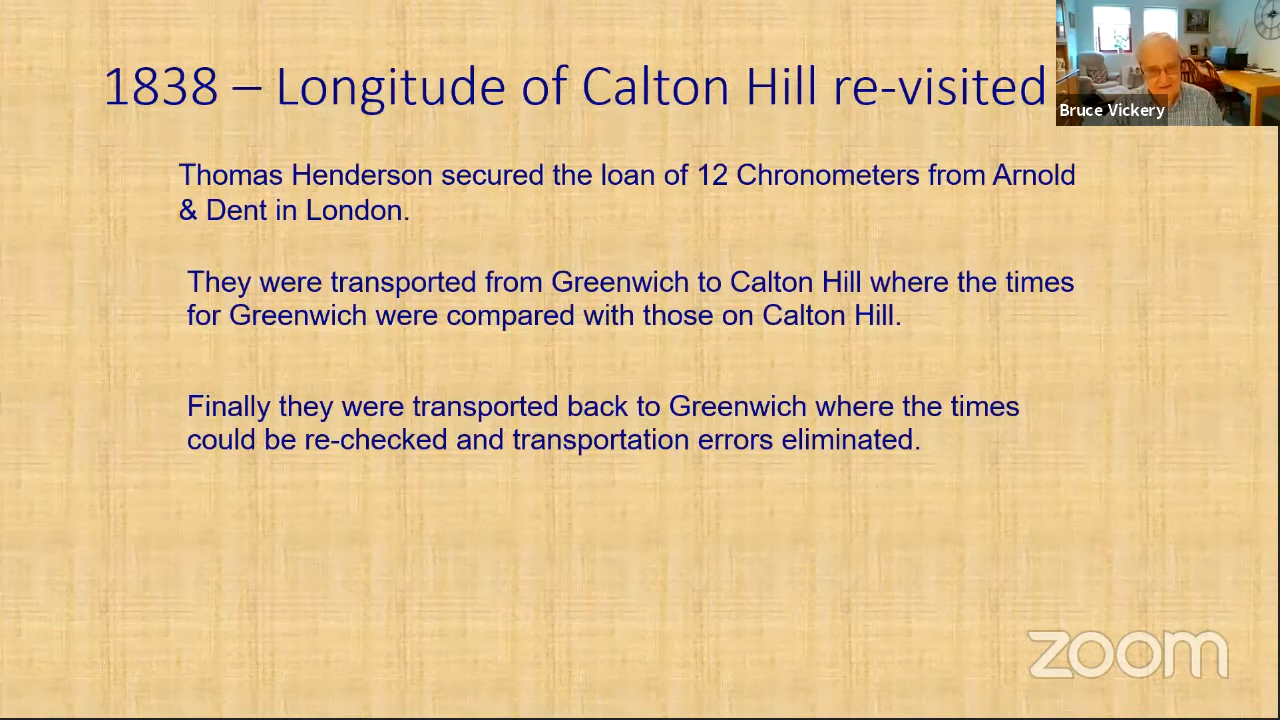 1838 – Longitude of Calton Hill re-visited
Bruce Vickery
Thomas Henderson secured the loan of 12 Chronometers from Arnold
& Dent in London.
They were transported from Greenwich to Calton Hill where the times
for Greenwich were compared with those on Calton Hill.
Finally they were transported back to Greenwich where the times
could be re-checked and transportation errors eliminated.
zoom